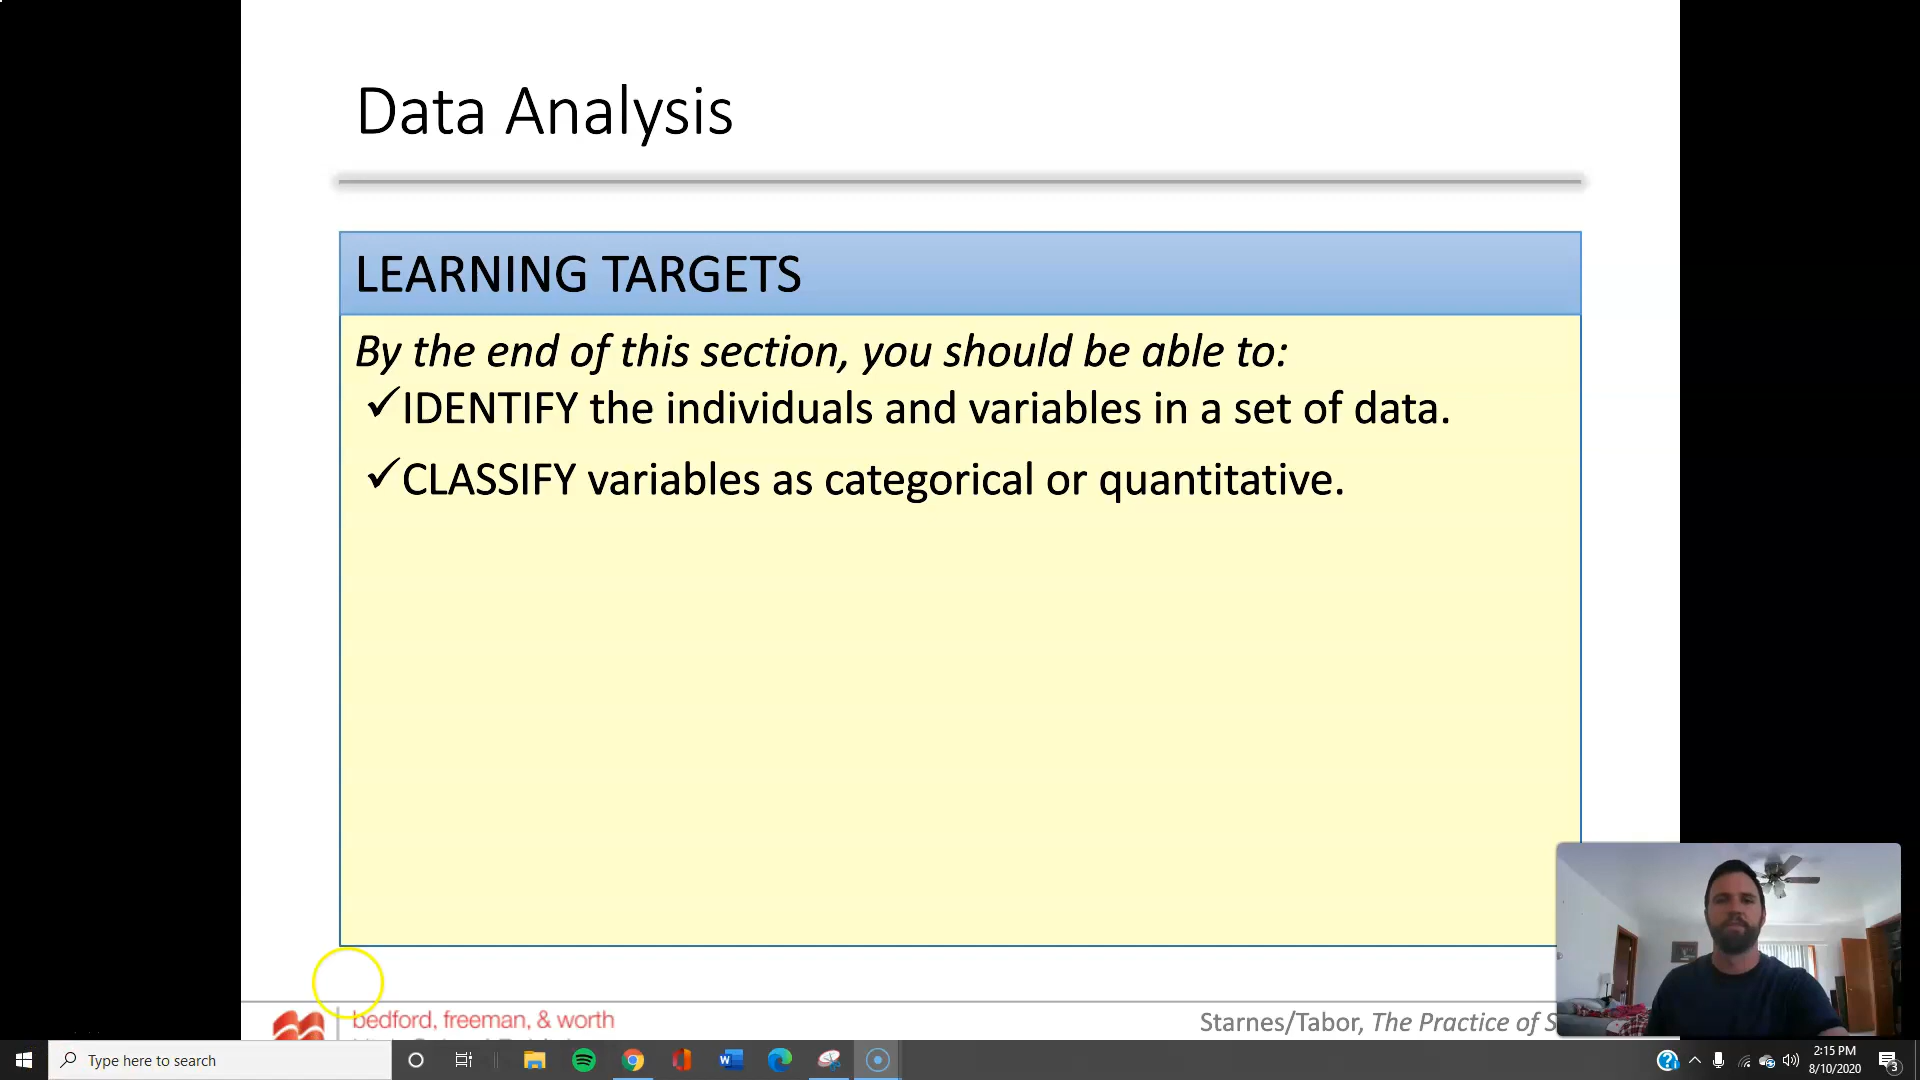 Data Analysis
LEARNING TARGETS
By the end of this section, you should be able to:
✓IDENTIFY the individuals and variables in a set of data.
✓CLASSIFY variables as categorical or quantitative.
bedford, freeman, & worth
Starnes/Tabor, The Practice of S
Type here to search
2:15 PM
8/10/2020
3